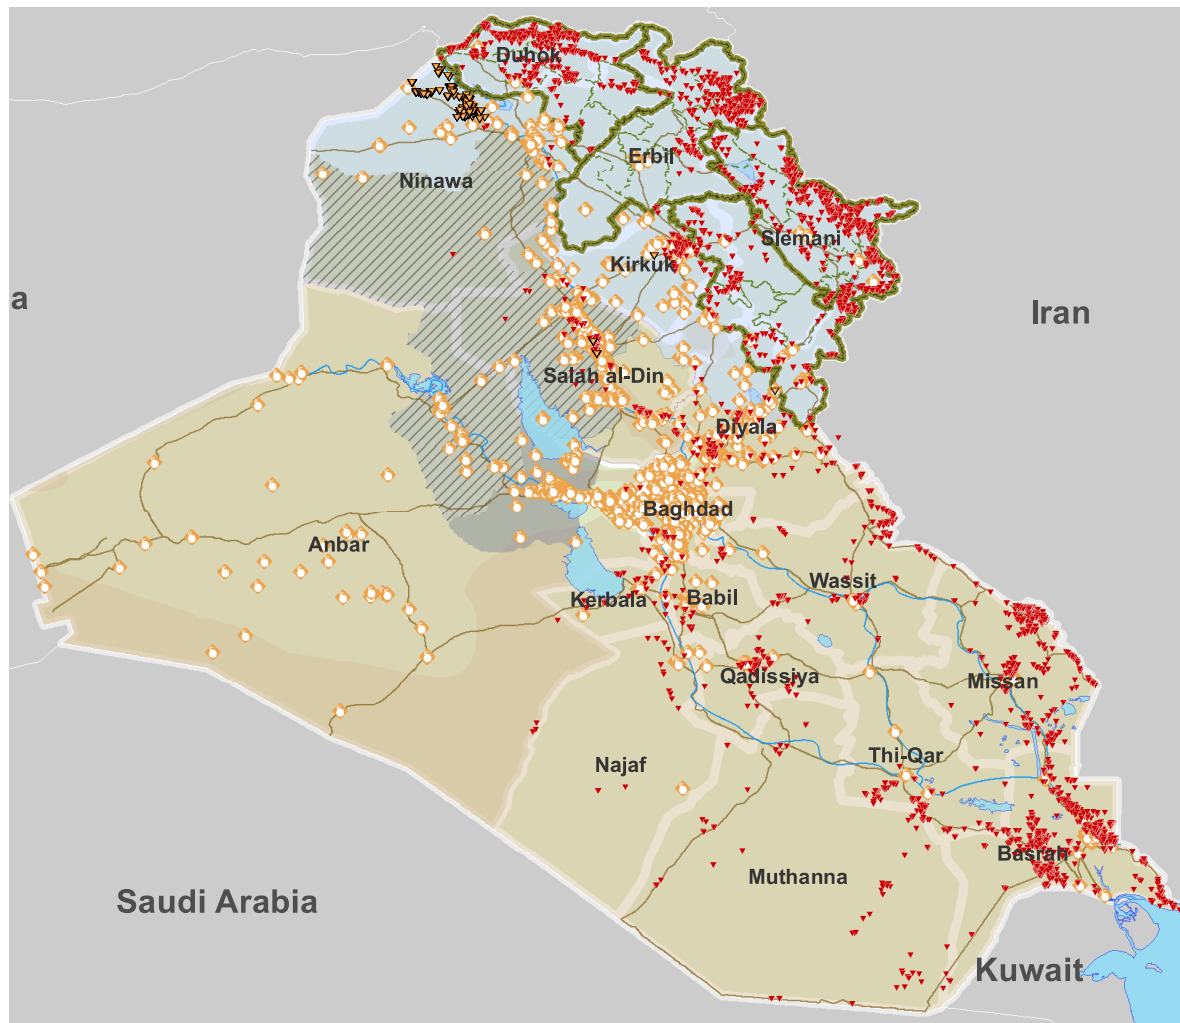 Duhok
Erbil
Ninawa
Slemani
Kirkuk
a
Iran
Salah al-Din
Diyala
Baghdad
Anbar
Wassit
Kerbala
Babil
Qadissiya
Missan
Thi-Qar
Najaf
Basrah
Muthanna
Saudi Arabia
Kuwait